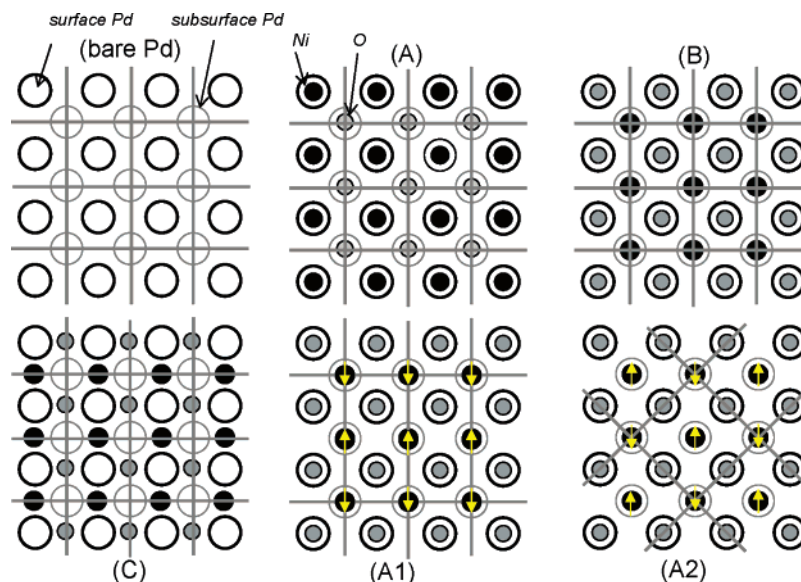 surface Pd
subsurface Pd
(bare Pd)
Ni
O
(A)
(B)
(C)
(A1)
(A2)